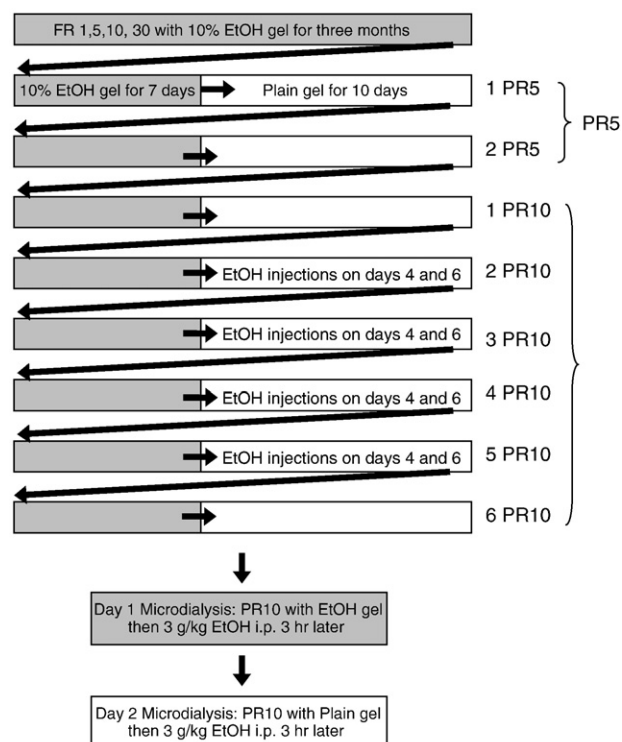 FR 1,5,10, 30 with 10% EtOH gel for three months
10% EtOH gel for 7 days
Plain gel for 10 days
1 PR5
PR5
2 PR5
1 PR10
EtOH injections on days 4 and 6
2 PR10
EtOH injections on days 4 and 6
3 PR10
EtOH injections on days 4 and 6
4 PR10
EtOH injections on days 4 and 6
5 PR10
6 PR10
Day 1 Microdialysis: PR10 with EtOH gel
then 3 g/kg EtOH i.p. 3 hr later
Day 2 Microdialysis: PR10 with Plain gel
then 3 g/kg EtOH i.p. 3 hr later